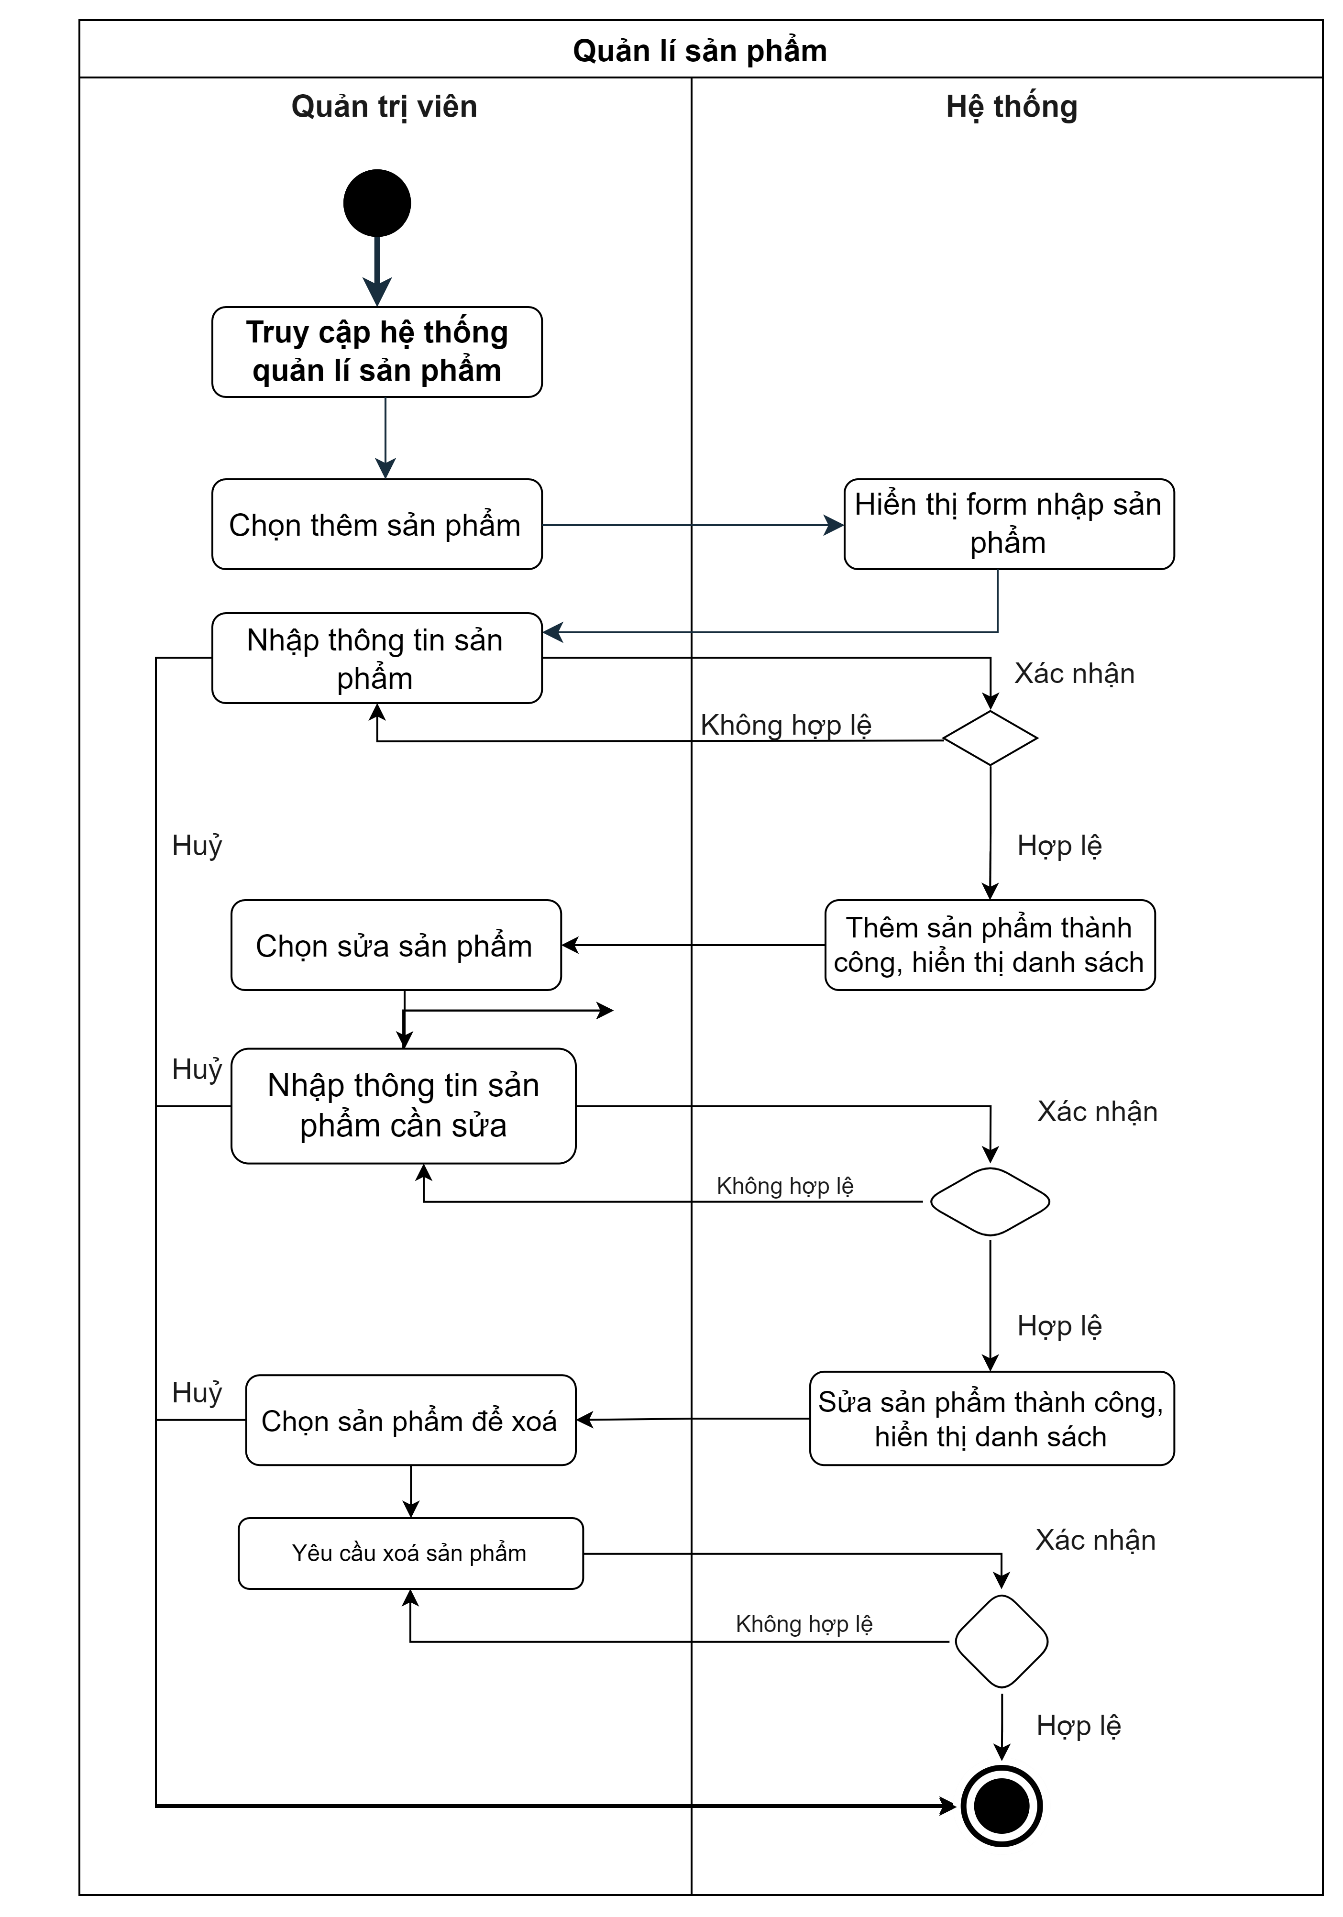 Quản lí sản phẩm
Quản trị viên
Hệ thống
Truy cập hệ thống
quản lí sản phẩm
Chọn thêm sản phẩm
Hiển thị form nhập sản
phẩm
Nhập thông tin sản
phẩm
Xác nhận
Không hợp lệ
Huỷ
Hợp lệ
Chọn sửa sản phẩm
Thêm sản phẩm thành
công, hiển thị danh sách
Huỷ
Nhập thông tin sản
phẩm cần sửa
Xác nhận
Không hợp lệ
Hợp lệ
Huỷ
Chọn sản phẩm để xoá
Sửa sản phẩm thành công,
hiển thị danh sách
Yêu cầu xoá sản phẩm
Xác nhận
Không hợp lệ
Hợp lệ